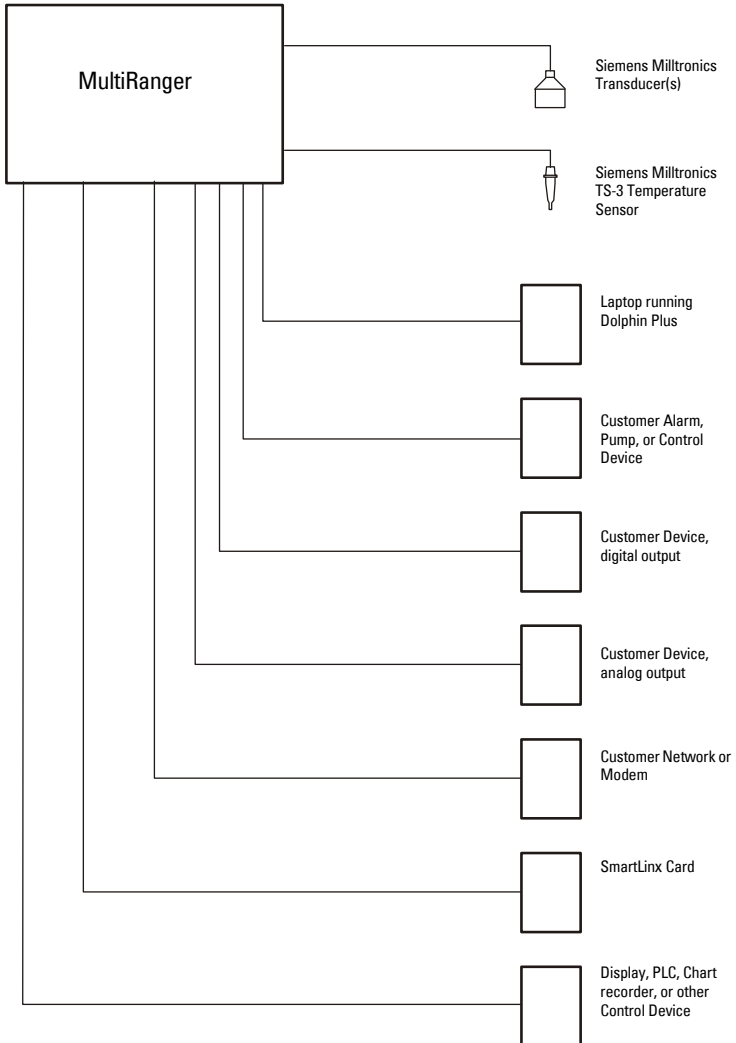 MultiRanger
Siemens Milltronics
Transducer(s)
Siemens Milltronics
TS-3 Temperature
Sensor
Laptop running
Dolphin Plus
Customer Alarm,
Pump, or Control
Device
Customer Device,
digital output
Customer Device,
analog output
Customer Network or
Modem
SmartLinx Card
Display, PLC, Chart
recorder, or other
Control Device